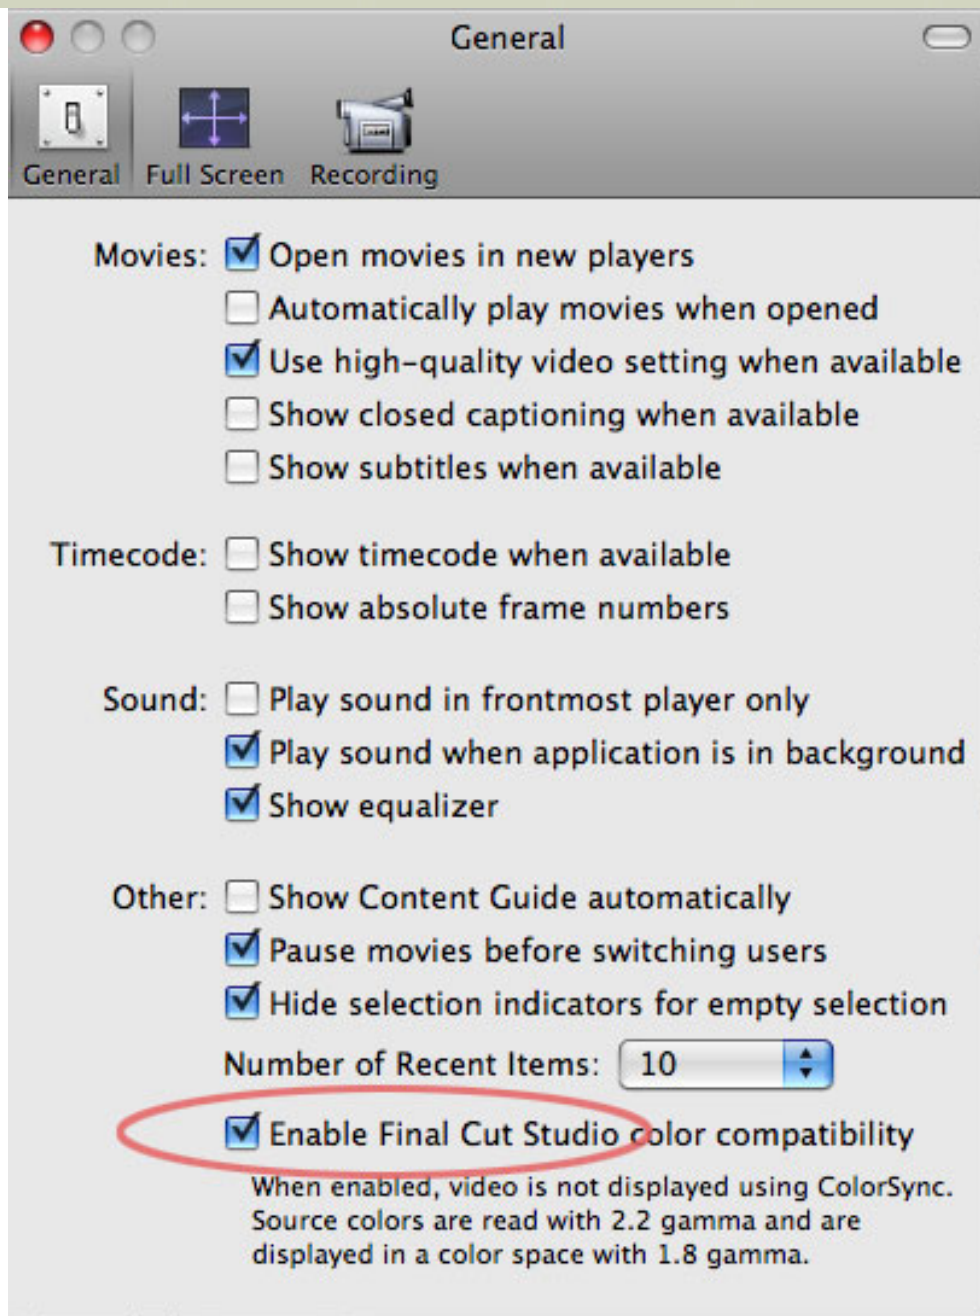 General
General Full Screen Recording
Movies: Open movies in new players
Automatically play movies when opened
Use high-quality video setting when available
Show closed captioning when available
Show subtitles when available
Timecode: Show timecode when available
Show absolute frame numbers
Sound: Play sound in frontmost player only
Play sound when application is in background
Show equalizer
Other: Show Content Guide automatically
Pause movies before switching users
Hide selection indicators for empty selection
Number of Recent Items: 10
Enable Final Cut Studio color compatibility
When enabled, video is not displayed using ColorSync.
Source colors are read with 2.2 gamma and are
displayed in a color space with 1.8 gamma.